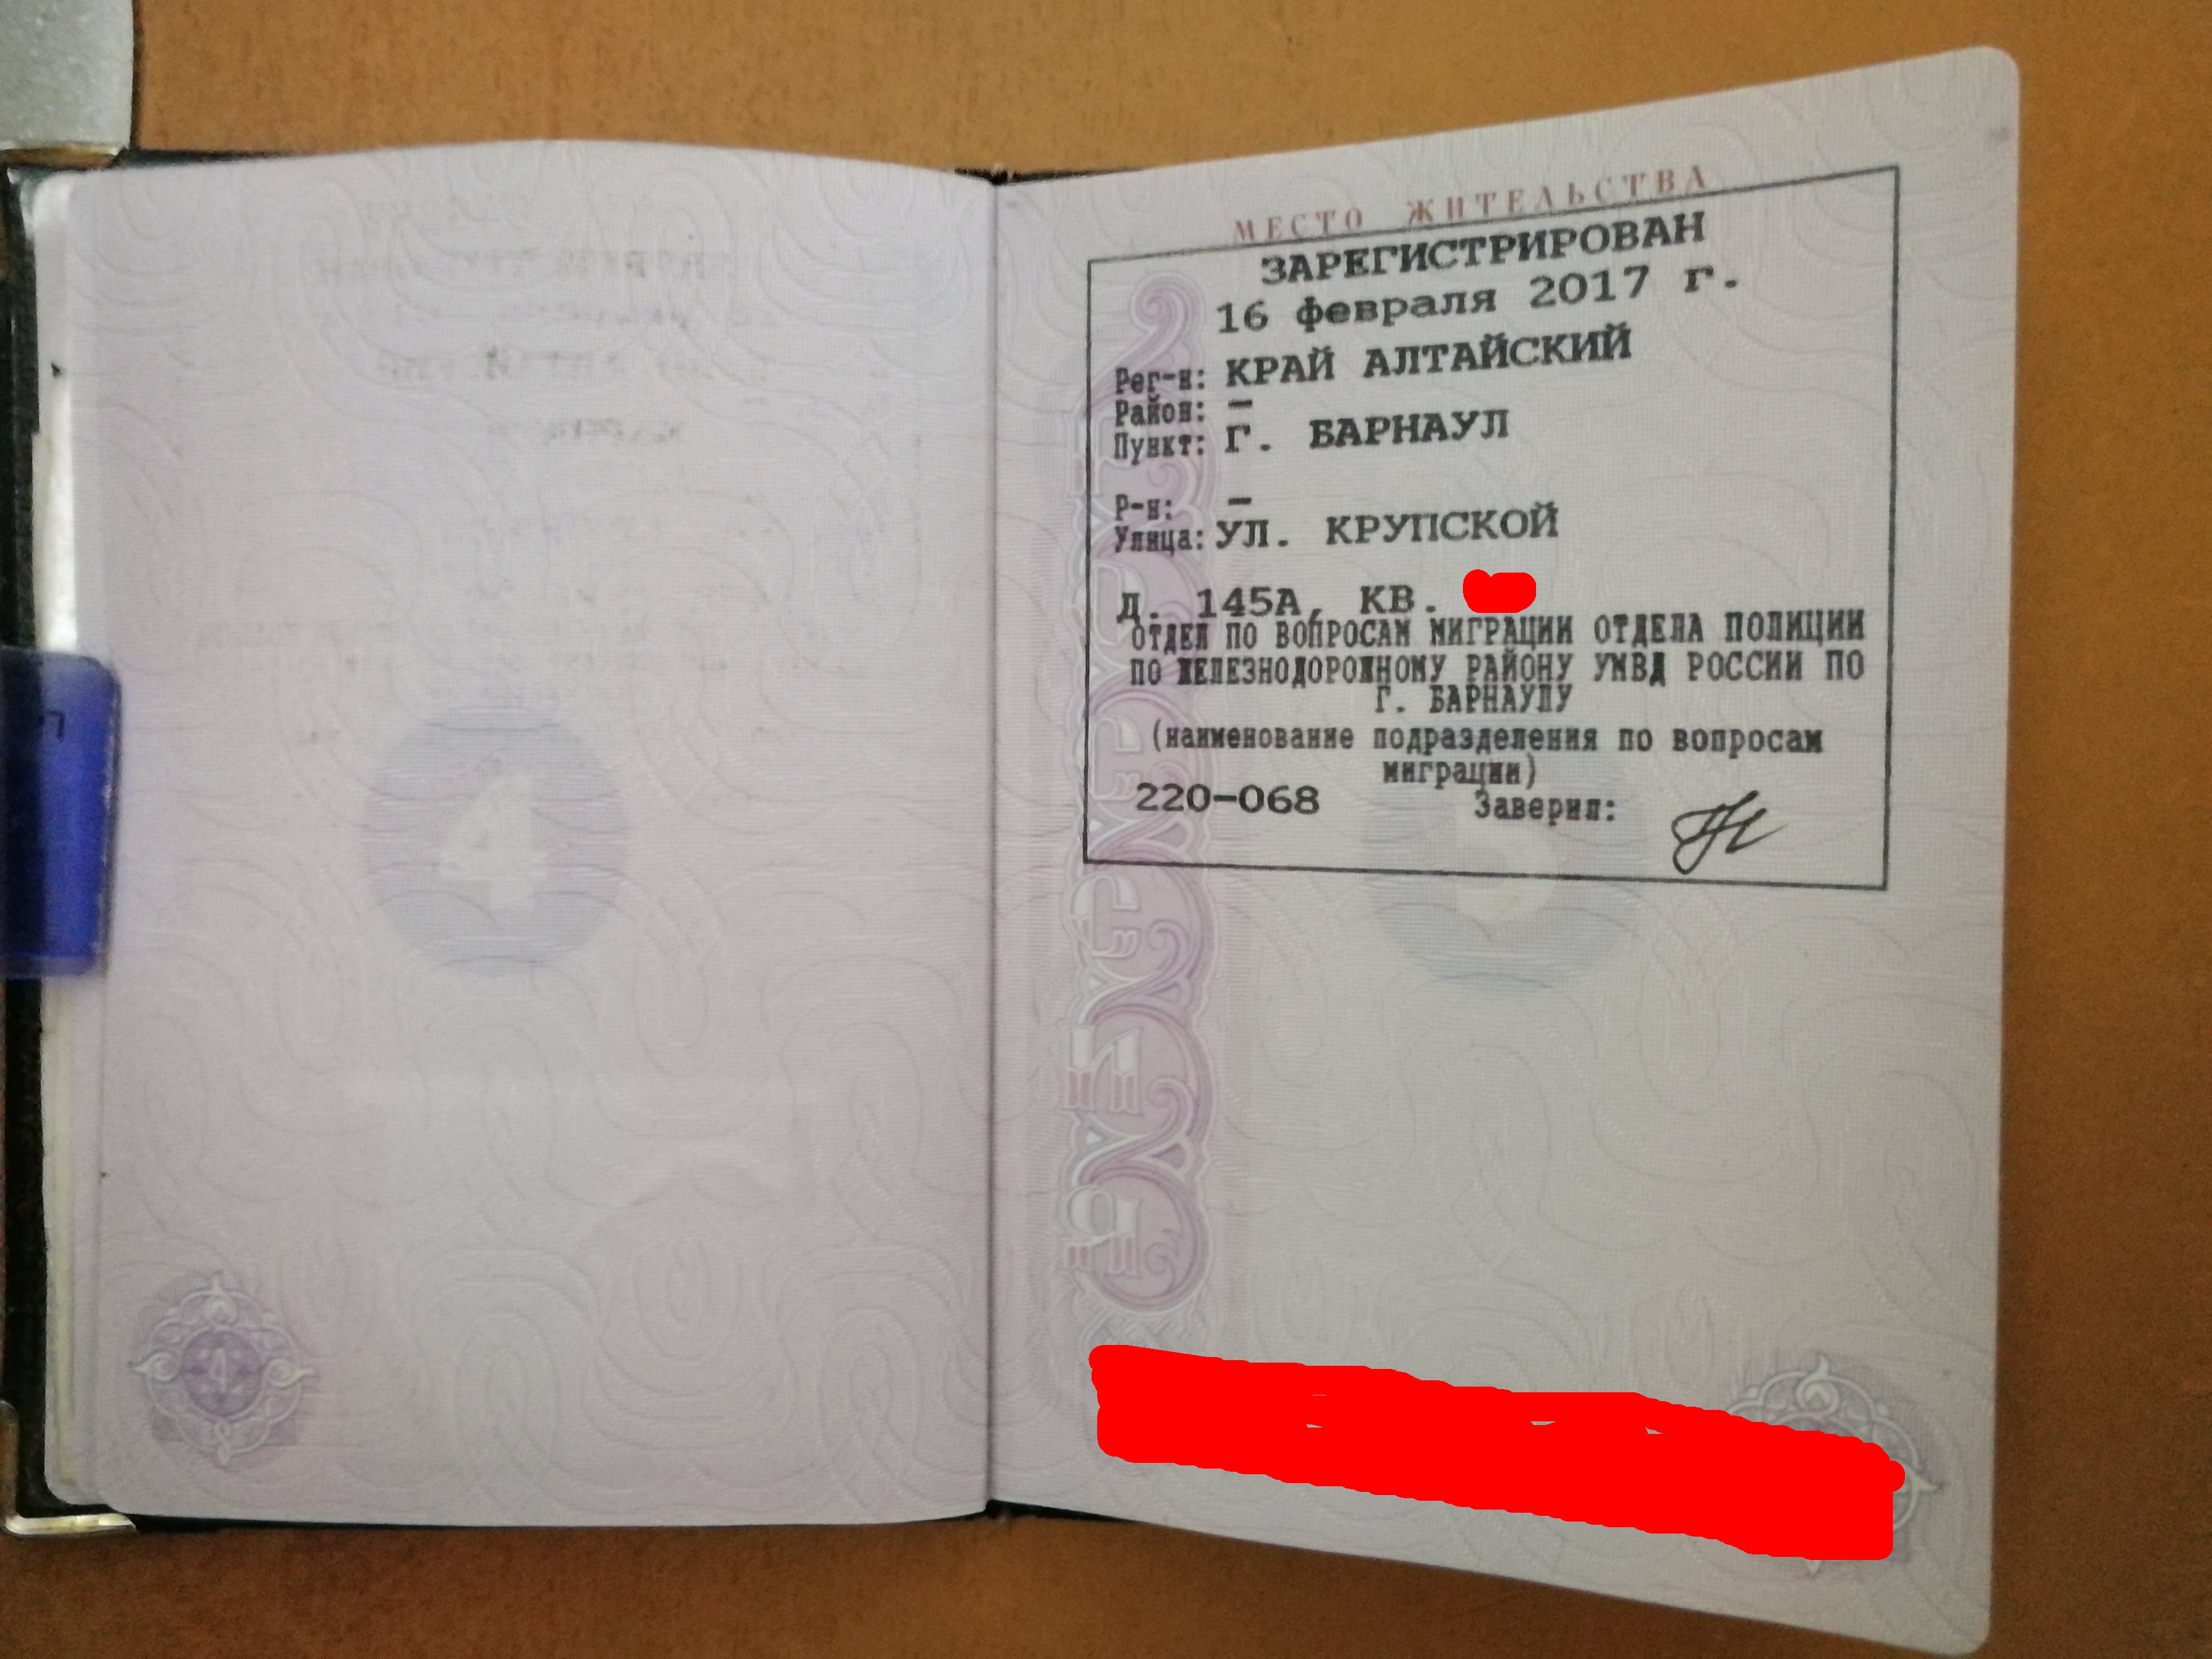 МЕСТО ЖИТЕЛЬСТВА
ЗАРЕГИСТРИРОВАН
16 февраля 2017 г.
Рег-н: КРАЙ АЛТАЙСКИЙ
Район: –
Пункт: Г. БАРНАУЛ
Р-н: –
Улица: УЛ. КРУПСКОЙ
Д. 145А, КВ.
ОТДЕЛ ПО ВОПРОСАМ МИГРАЦИИ ОТДЕЛА ПОЛИЦИИ
ПО ЖЕЛЕЗНОДОРОЖНОМУ РАЙОНУ УМВД РОССИИ ПО
Г. БАРНАУЛУ
(наименование подразделения по вопросам
миграции)
220-068 Заверил:
4
4